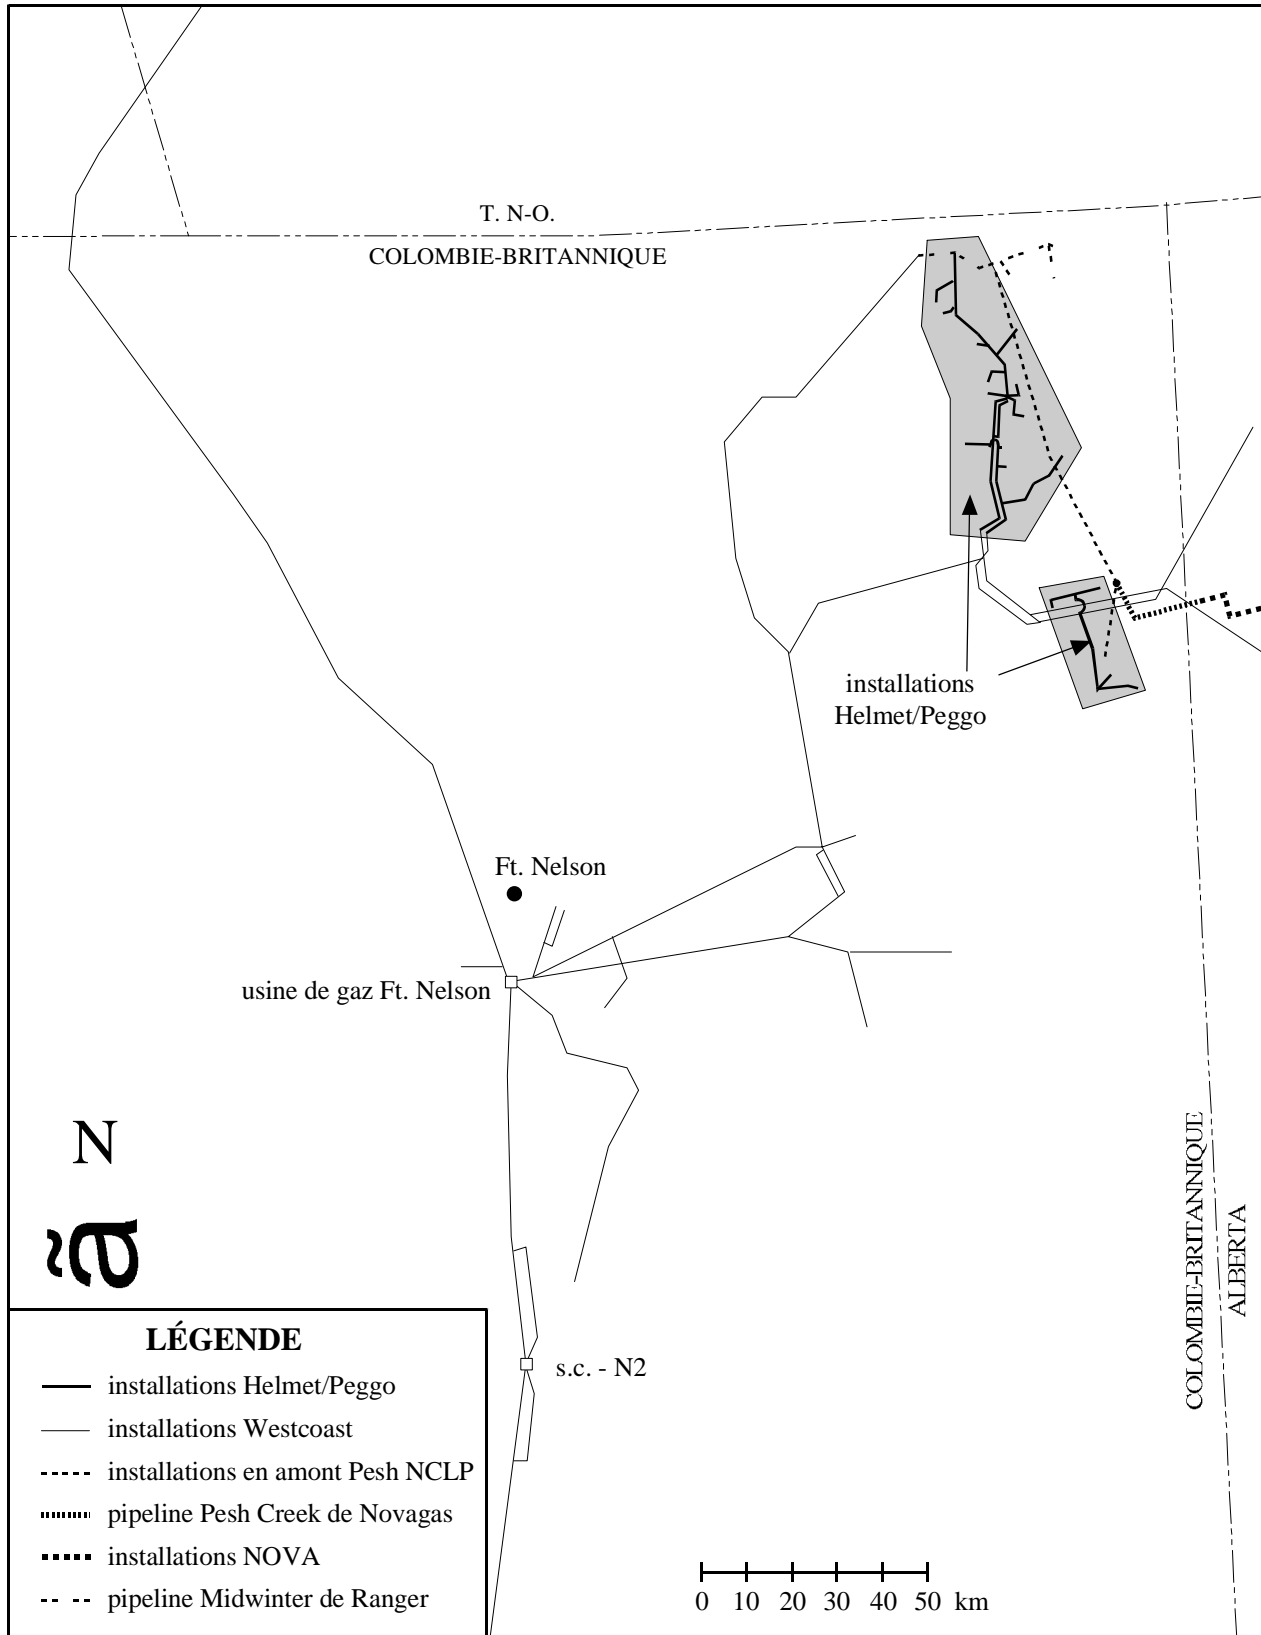 T. N-O.
COLOMBIE-BRITANNIQUE
installations
Helmet/Peggo
Ft. Nelson
usine de gaz Ft. Nelson
N
ã
COLOMBIE-BRITANNIQUE
ALBERTA
s.c. - N2
LÉGENDE
installations Helmet/Peggo
installations Westcoast
installations en amont Pesh NCLP
pipeline Pesh Creek de Novagas
installations NOVA
pipeline Midwinter de Ranger
0 10 20 30 40 50 km